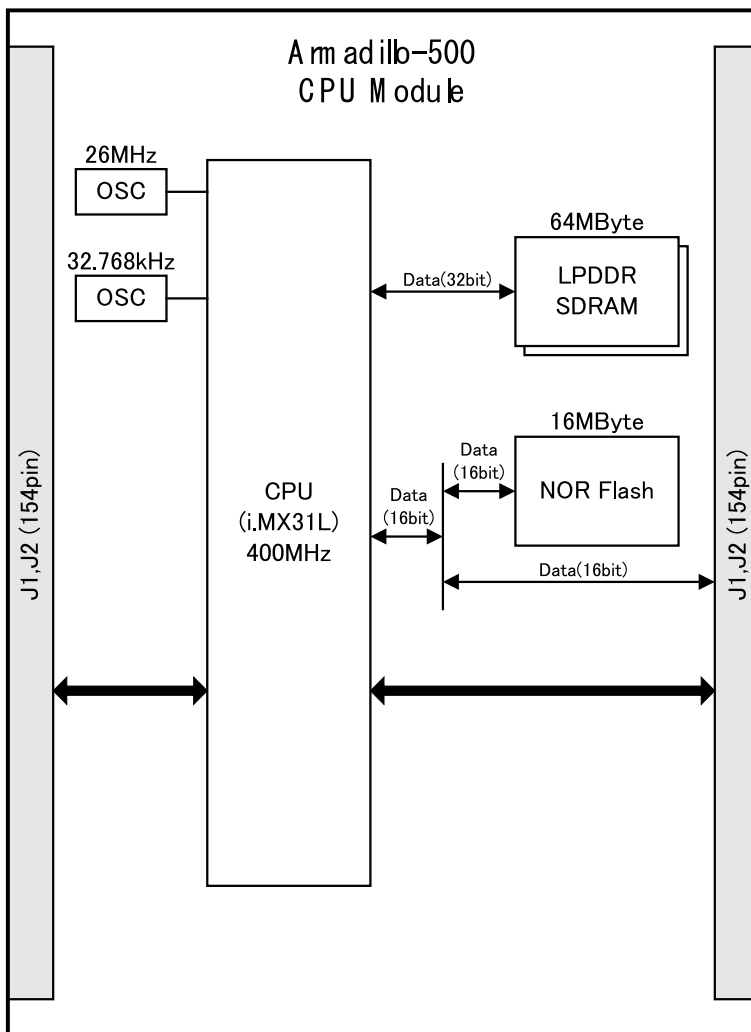 Armadillo-500
CPU Module
26MHz
OSC
32.768kHz
OSC
64MByte
LPDDR
SDRAM
Data(32bit)
16MByte
NOR Flash
Data
(16bit)
Data
(16bit)
Data(16bit)
CPU
(i.MX31L)
400MHz
J1,J2 (154pin)
J1,J2 (154pin)